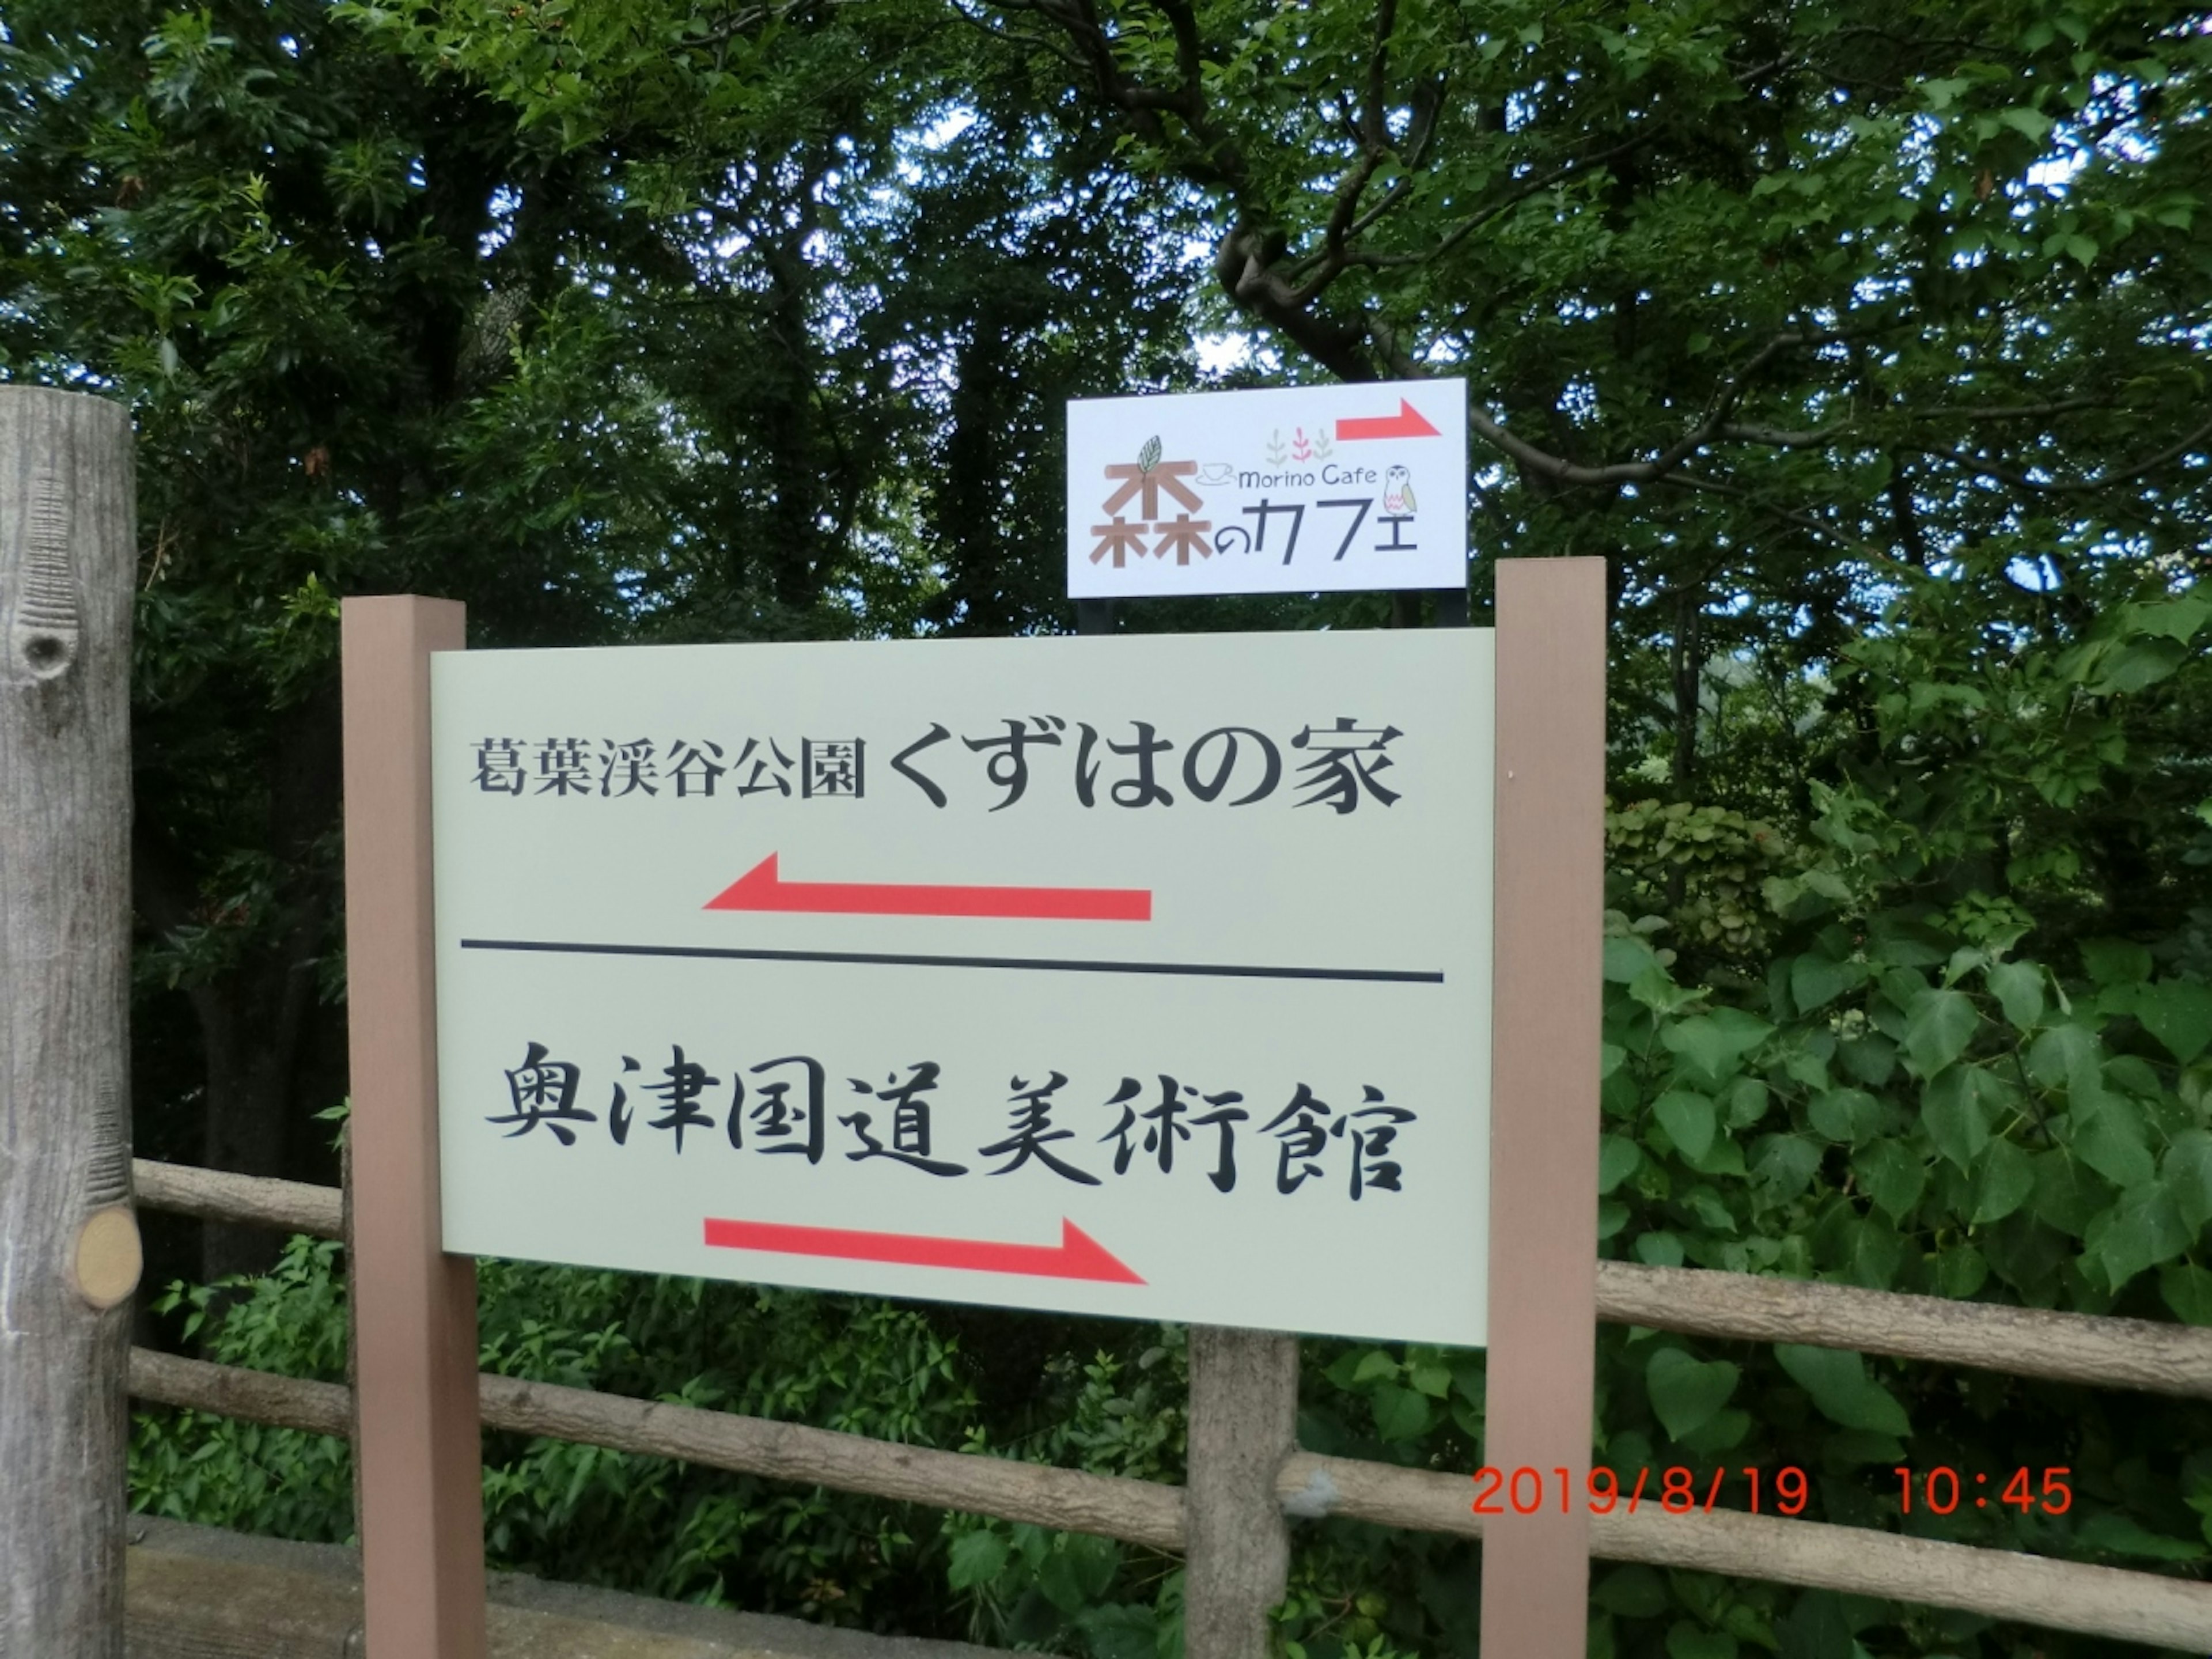 morino Cafe
森のカフェ
葛葉渓谷公園 くずはの家
奥津国道美術館
2019/8/19 10:45